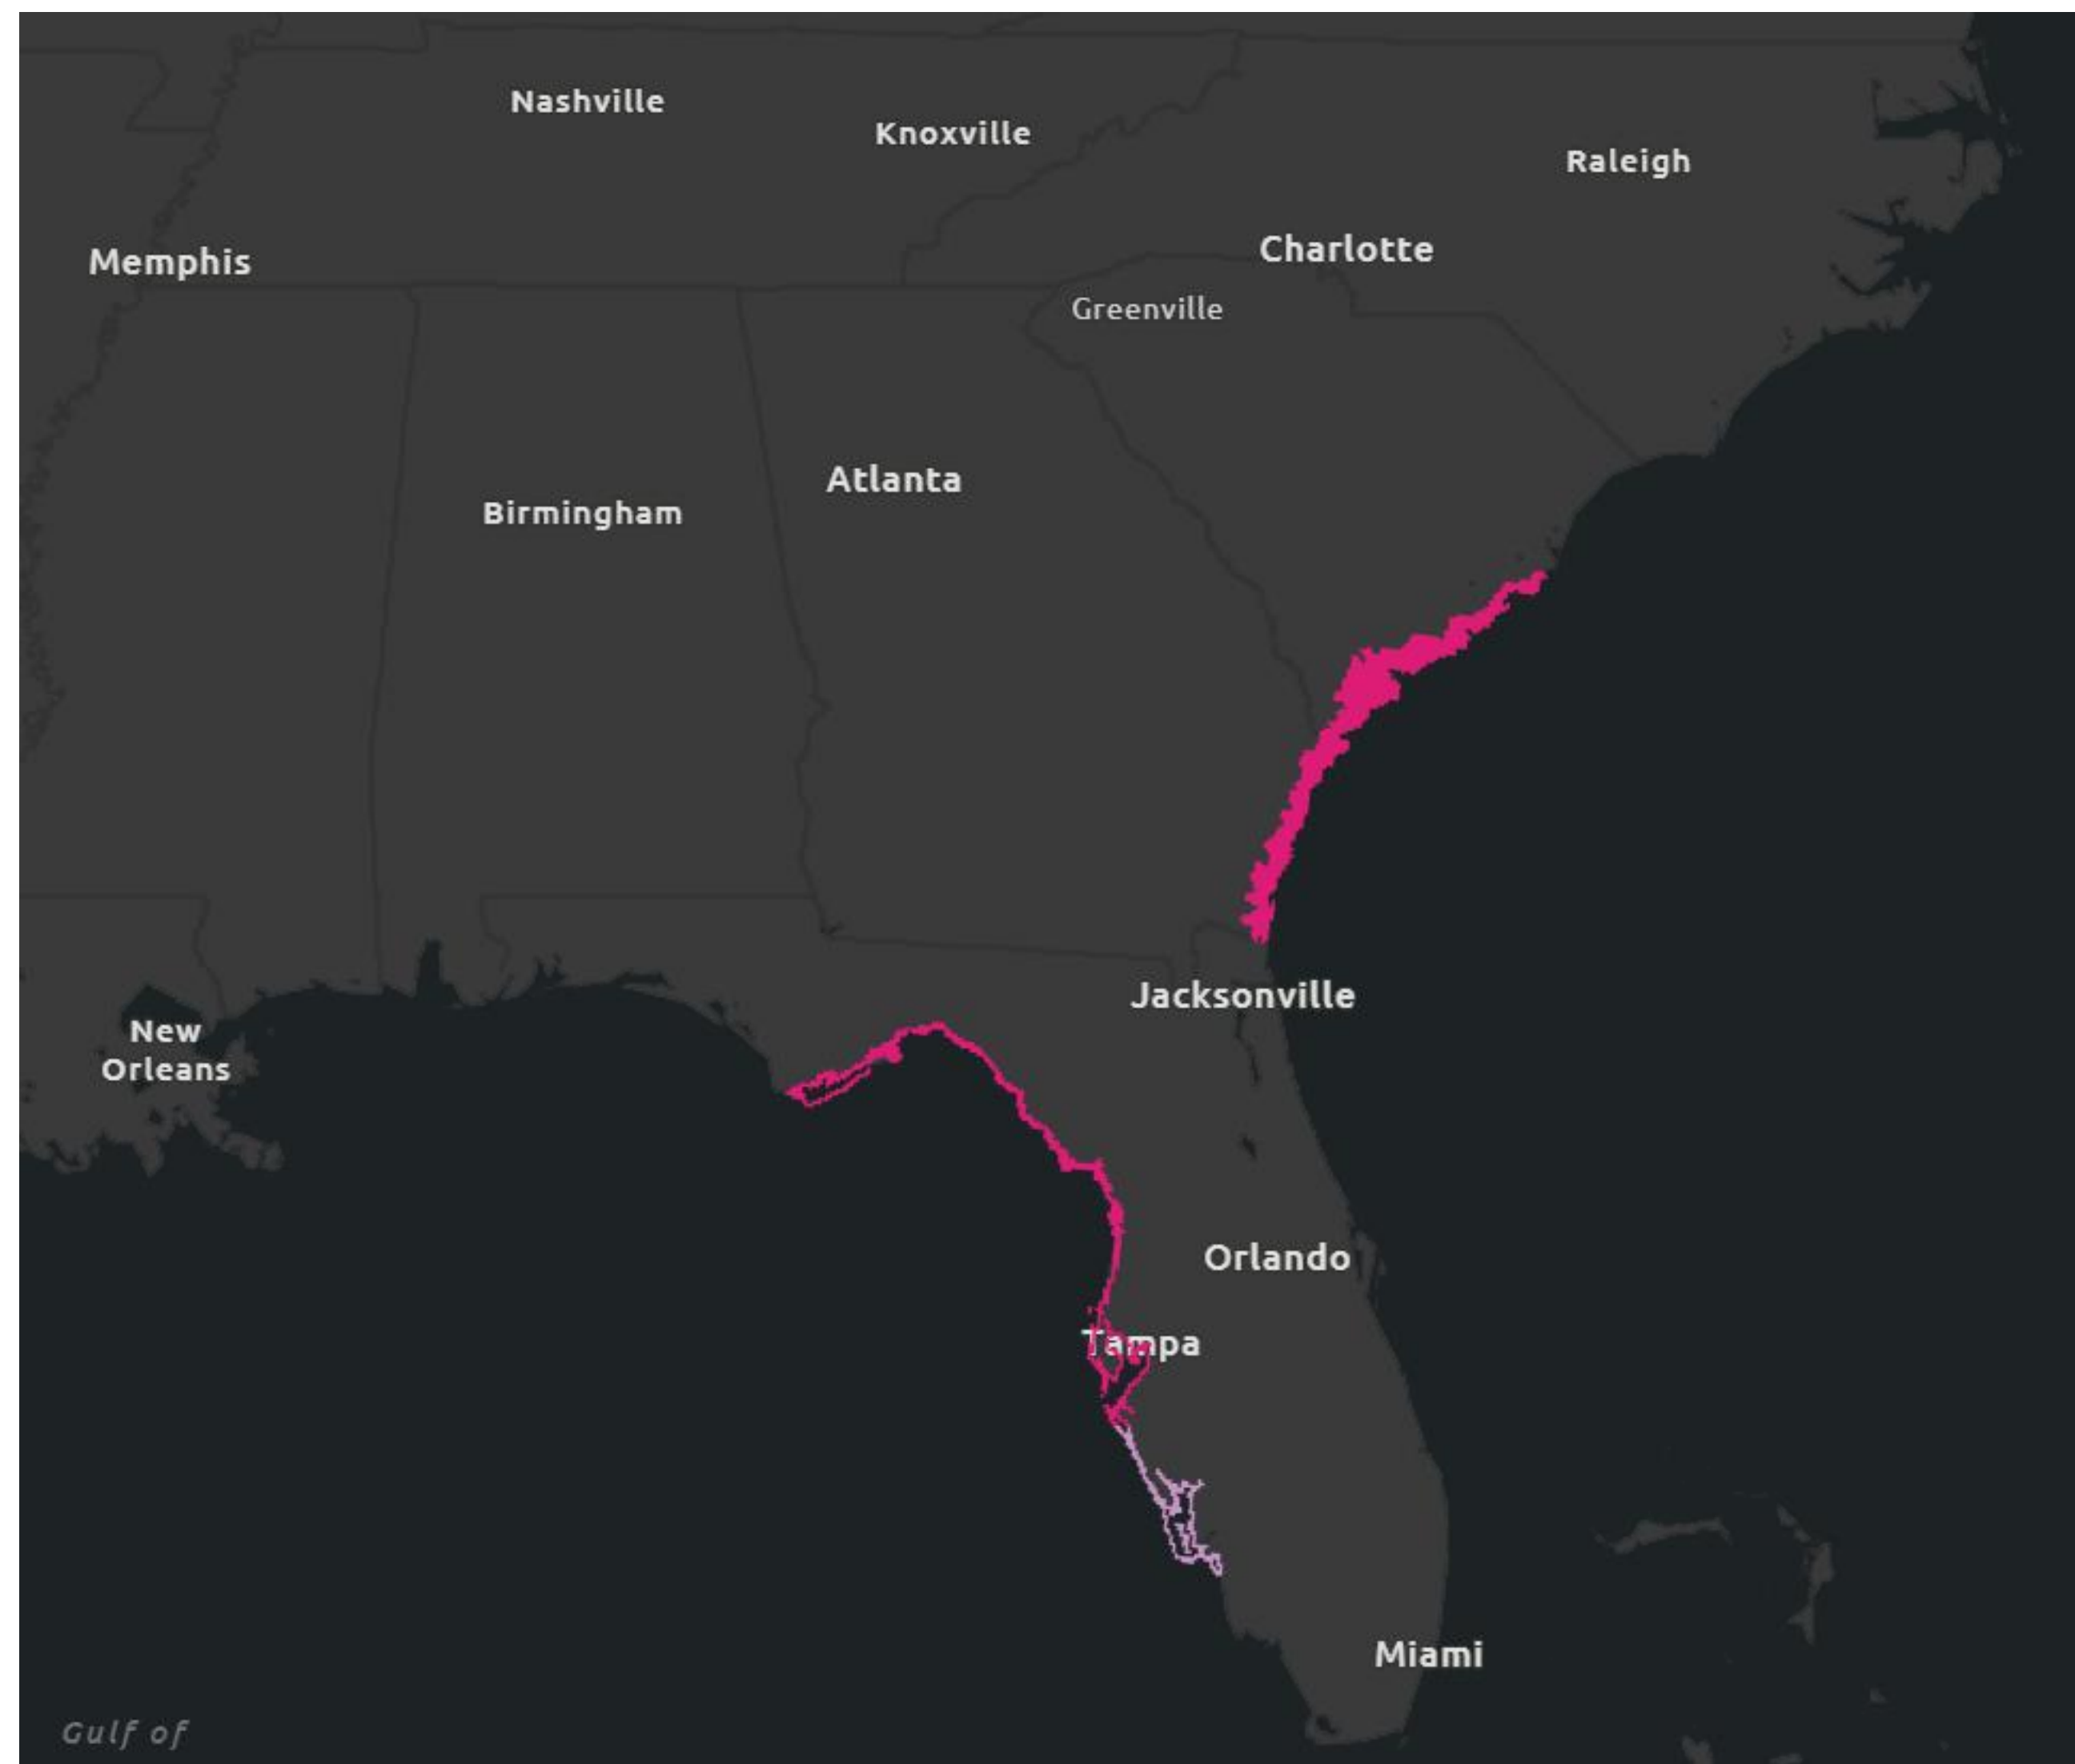 Nashville
Knoxville
Raleigh
Memphis
Charlotte
Greenville
Atlanta
Birmingham
Jacksonville
New
Orleans
Orlando
Tampa
Miami
Gulf of